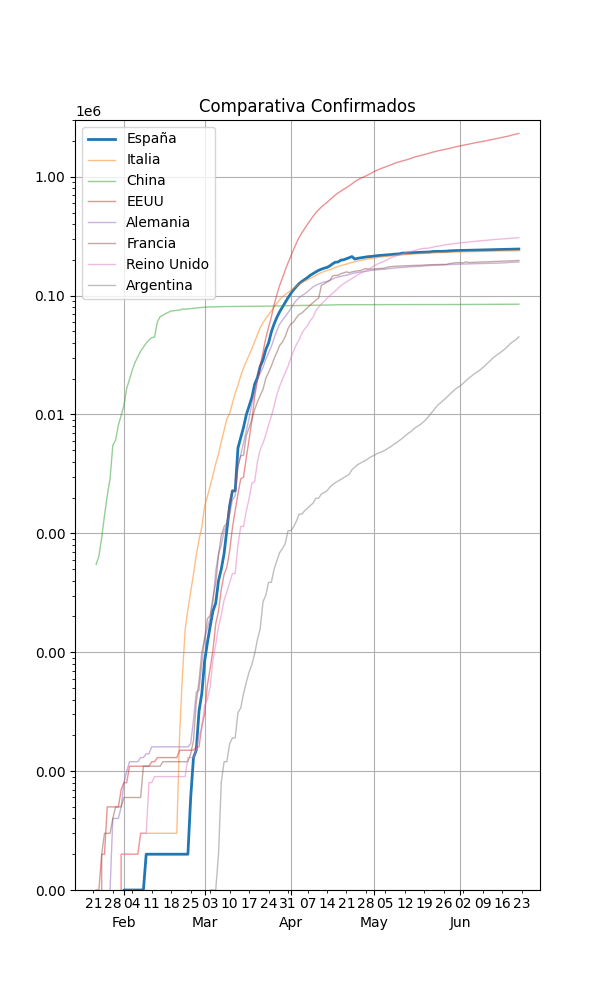 Comparativa Confirmados
1e6
España
Italia
China
EEUU
Alemania
Francia
Reino Unido
Argentina
1.00
0.10
0.01
0.00
0.00
0.00
0.00
21 28 04 11 18 25 03 10 17 24 31 07 14 21 28 05 12 19 26 02 09 16 23
Feb Mar Apr May Jun